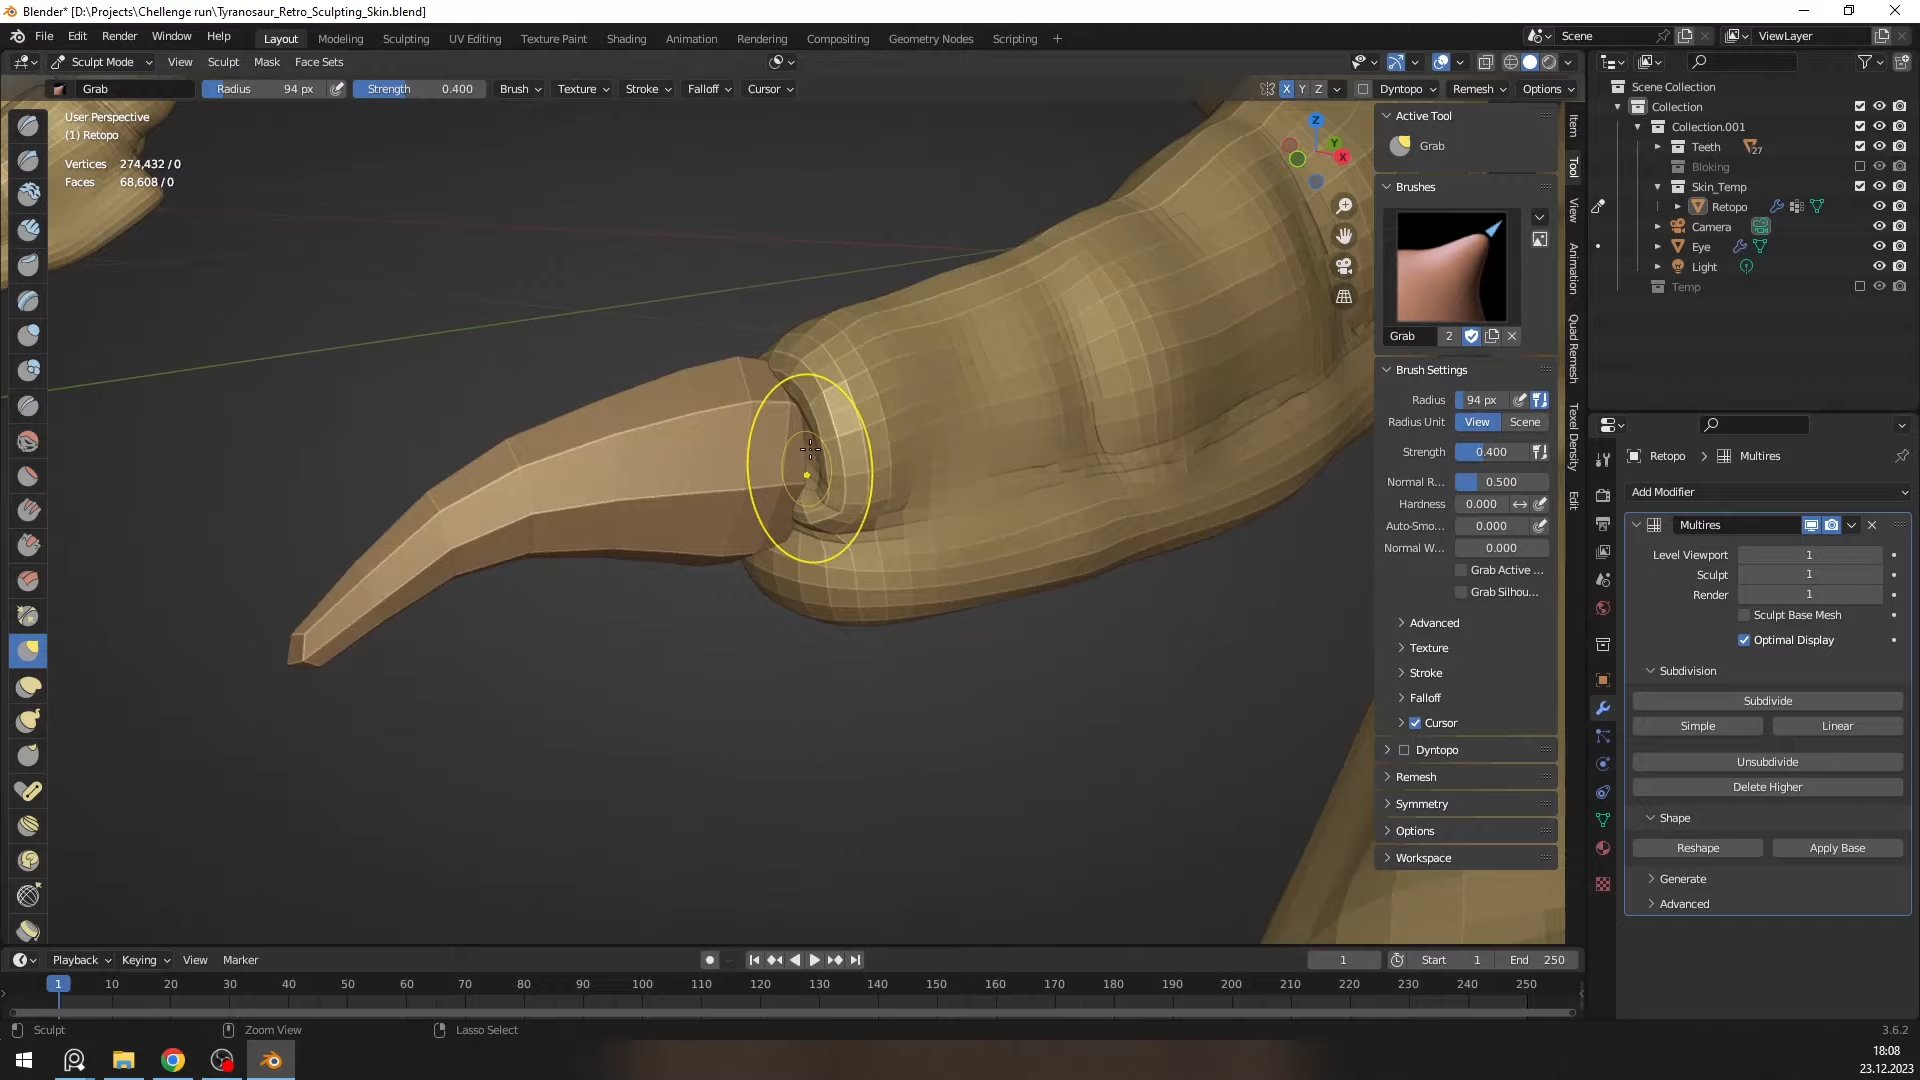 Blender* [D:\Projects\Chellenge run\Tyranosaur_Retro_Sculpting_Skin.blend]
File Edit Render Window Help Layout Modeling Sculpting UV Editing Texture Paint Shading Animation Rendering Compositing Geometry Nodes Scripting + Scene ViewLayer
Sculpt Mode View Sculpt Mask Face Sets
Grab Radius 94 px Strength 0.400 Brush Texture Stroke Falloff Cursor X Y Z Dyntopo Remesh Options
User Perspective
(1) Retopo
Vertices 274,432 / 0
Faces 68,608 / 0
Z
Y
X
Active Tool
Grab
Brushes
Grab 2
Brush Settings
Radius 94 px
Radius Unit View Scene
Strength 0.400
Normal R... 0.500
Hardness 0.000
Auto-Smo... 0.000
Normal W... 0.000
Grab Active ...
Grab Silhou...
Advanced
Texture
Stroke
Falloff
Cursor
Dyntopo
Remesh
Symmetry
Options
Workspace
Item
Tool
View
Animation
Quad Remesh
Texel Density
Edit
Scene Collection
Collection
Collection.001
Teeth 27
Bloking
Skin_Temp
Retopo
Camera
Eye
Light
Temp
Retopo > Multires
Add Modifier
Multires
Level Viewport 1
Sculpt 1
Render 1
Sculpt Base Mesh
Optimal Display
Subdivision
Subdivide
Simple Linear
Unsubdivide
Delete Higher
Shape
Reshape Apply Base
Generate
Advanced
Playback Keying View Marker 1 Start 1 End 250
1 10 20 30 40 50 60 70 80 90 100 110 120 130 140 150 160 170 180 190 200 210 220 230 240 250
Sculpt Zoom View Lasso Select 3.6.2
18:08
23.12.2023